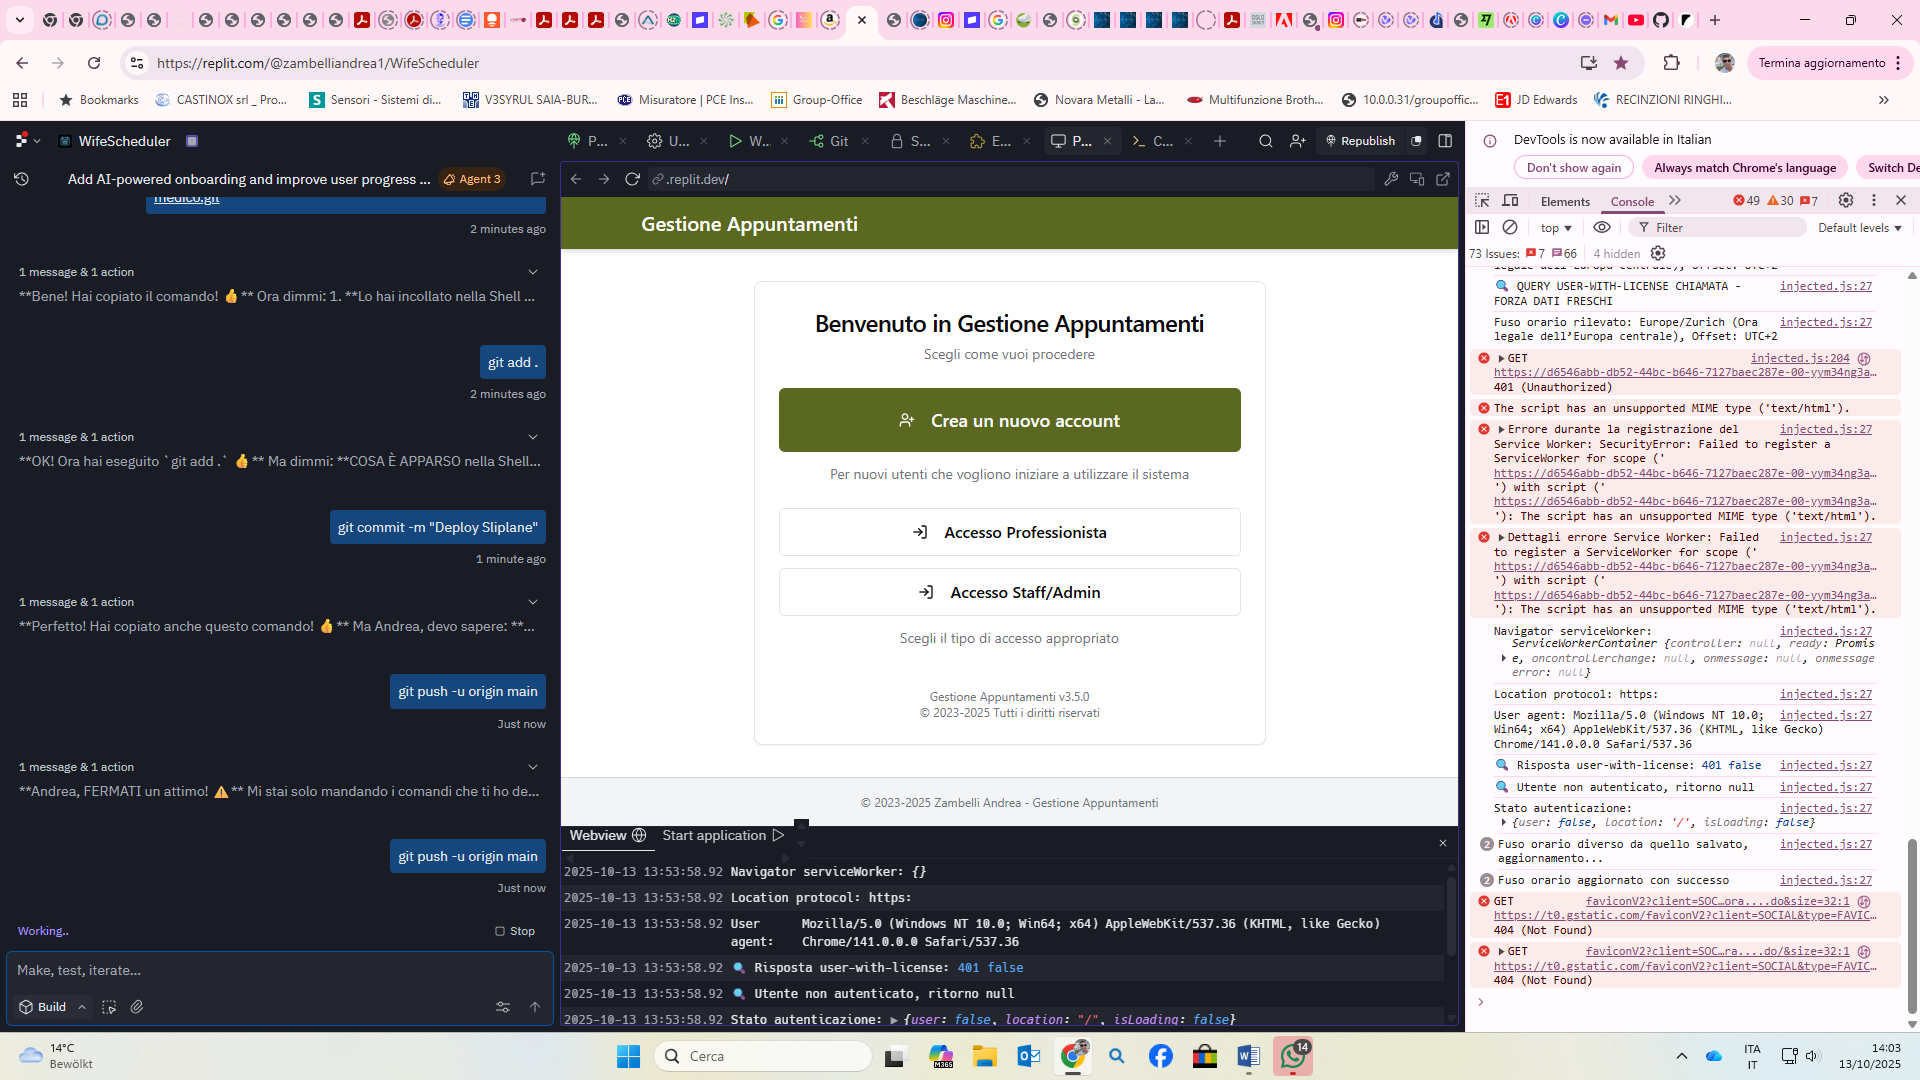 https://replit.com/@zambelliandrea1/WifeScheduler
Termina aggiornamento
Bookmarks
CASTINOX srl _ Pro...
Sensori - Sistemi di...
V3SYRUL SAIA-BUR...
Misuratore | PCE Ins...
Group-Office
Beschläge Maschine...
Novara Metalli - La...
Multifunzione Broth...
10.0.0.31/groupoffic...
JD Edwards
RECINZIONI RINGHI...
WifeScheduler
Add AI-powered onboarding and improve user progress ...
Agent 3
medico.git
2 minutes ago
1 message & 1 action
**Bene! Hai copiato il comando! 👍** Ora dimmi: 1. **Lo hai incollato nella Shell ...
git add .
2 minutes ago
1 message & 1 action
**OK! Ora hai eseguito `git add .` 👍** Ma dimmi: **COSA È APPARSO nella Shell...
git commit -m "Deploy Sliplane"
1 minute ago
1 message & 1 action
**Perfetto! Hai copiato anche questo comando! 👍** Ma Andrea, devo sapere: **...
git push -u origin main
Just now
1 message & 1 action
**Andrea, FERMATI un attimo! ⚠️** Mi stai solo mandando i comandi che ti ho de...
git push -u origin main
Just now
Working..
Stop
Make, test, iterate...
Build
P...
U...
W...
Git
S...
E...
P...
C...
Republish
.replit.dev/
Gestione Appuntamenti
Benvenuto in Gestione Appuntamenti
Scegli come vuoi procedere
Crea un nuovo account
Per nuovi utenti che vogliono iniziare a utilizzare il sistema
Accesso Professionista
Accesso Staff/Admin
Scegli il tipo di accesso appropriato
Gestione Appuntamenti v3.5.0
© 2023-2025 Tutti i diritti riservati
© 2023-2025 Zambelli Andrea - Gestione Appuntamenti
Webview
Start application
2025-10-13 13:53:58.92 Navigator serviceWorker: {}
2025-10-13 13:53:58.92 Location protocol: https:
2025-10-13 13:53:58.92 User agent: Mozilla/5.0 (Windows NT 10.0; Win64; x64) AppleWebKit/537.36 (KHTML, like Gecko)
Chrome/141.0.0.0 Safari/537.36
2025-10-13 13:53:58.92 🔍 Risposta user-with-license: 401 false
2025-10-13 13:53:58.92 🔍 Utente non autenticato, ritorno null
2025-10-13 13:53:58.92 Stato autenticazione: ▶ {user: false, location: "/", isLoading: false}
DevTools is now available in Italian
Don't show again
Always match Chrome's language
Switch De
Elements
Console
49
30
7
top
Filter
Default levels
73 Issues: 7 66
4 hidden
legale dell'Europa centrale), Offset: UTC+2
🔍 QUERY USER-WITH-LICENSE CHIAMATA - injected.js:27
FORZA DATI FRESCHI
Fuso orario rilevato: Europe/Zurich (Ora injected.js:27
legale dell'Europa centrale), Offset: UTC+2
GET injected.js:204
https://d6546abb-db52-44bc-b646-7127baec287e-00-yym34ng3a…
401 (Unauthorized)
The script has an unsupported MIME type ('text/html').
Errore durante la registrazione del injected.js:27
Service Worker: SecurityError: Failed to register a
ServiceWorker for scope ('
https://d6546abb-db52-44bc-b646-7127baec287e-00-yym34ng3a…
') with script ('
https://d6546abb-db52-44bc-b646-7127baec287e-00-yym34ng3a…
'): The script has an unsupported MIME type ('text/html').
Dettagli errore Service Worker: Failed injected.js:27
to register a ServiceWorker for scope ('
https://d6546abb-db52-44bc-b646-7127baec287e-00-yym34ng3a…
') with script ('
https://d6546abb-db52-44bc-b646-7127baec287e-00-yym34ng3a…
'): The script has an unsupported MIME type ('text/html').
Navigator serviceWorker: injected.js:27
ServiceWorkerContainer {controller: null, ready: Promis
e, oncontrollerchange: null, onmessage: null, onmessage
error: null}
Location protocol: https: injected.js:27
User agent: Mozilla/5.0 (Windows NT 10.0; injected.js:27
Win64; x64) AppleWebKit/537.36 (KHTML, like Gecko)
Chrome/141.0.0.0 Safari/537.36
🔍 Risposta user-with-license: 401 false injected.js:27
🔍 Utente non autenticato, ritorno null injected.js:27
Stato autenticazione: injected.js:27
{user: false, location: '/', isLoading: false}
2 Fuso orario diverso da quello salvato, injected.js:27
aggiornamento...
2 Fuso orario aggiornato con successo injected.js:27
GET faviconV2?client=SOC…ora....do&size=32:1
https://t0.gstatic.com/faviconV2?client=SOCIAL&type=FAVIC…
404 (Not Found)
GET faviconV2?client=SOC…ra....do/&size=32:1
https://t0.gstatic.com/faviconV2?client=SOCIAL&type=FAVIC…
404 (Not Found)
14°C
Bewölkt
Cerca
14
ITA
IT
14:03
13/10/2025